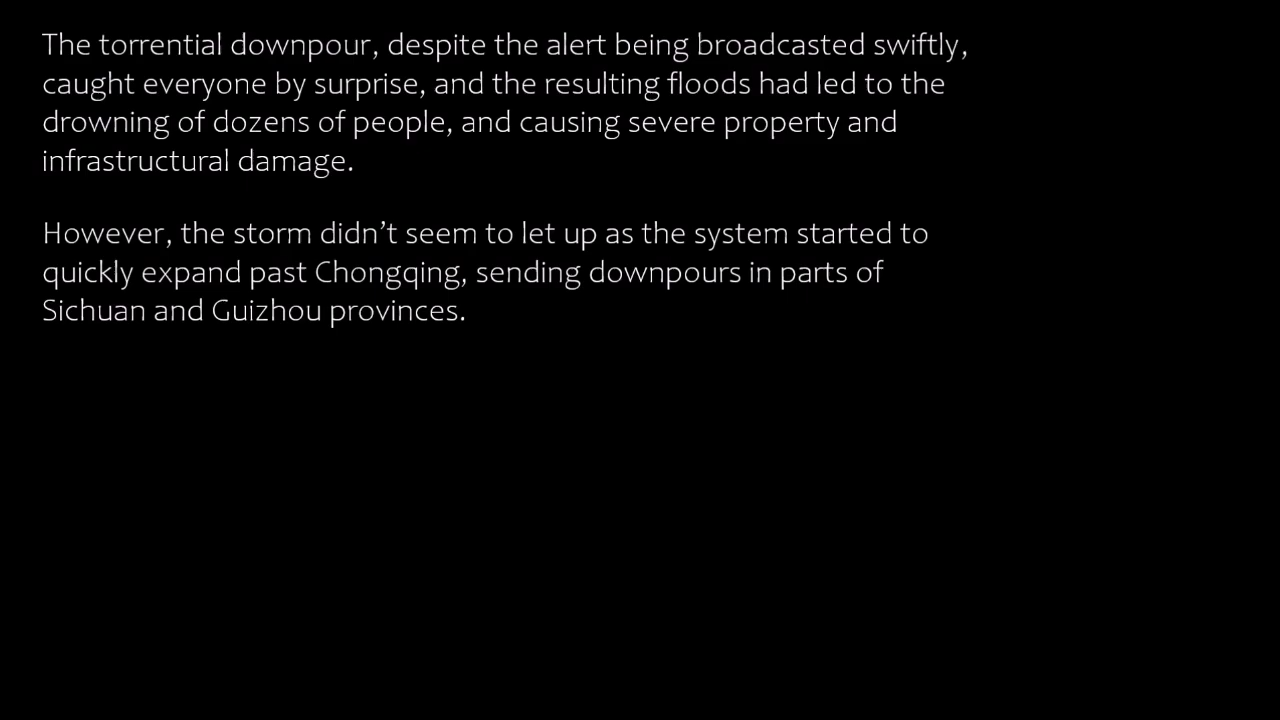 The torrential downpour, despite the alert being broadcasted swiftly,
caught everyone by surprise, and the resulting floods had led to the
drowning of dozens of people, and causing severe property and
infrastructural damage.
However, the storm didn’t seem to let up as the system started to
quickly expand past Chongqing, sending downpours in parts of
Sichuan and Guizhou provinces.